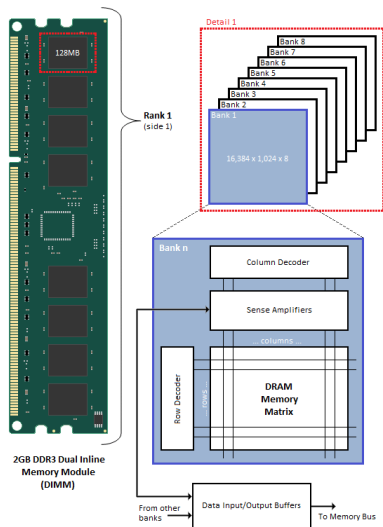 128MB
Rank 1
(side 1)
2GB DDR3 Dual Inline
Memory Module
(DIMM)
Detail 1
Bank 8
Bank 7
Bank 6
Bank 5
Bank 4
Bank 3
Bank 2
Bank 1
16,384 x 1,024 x 8
Bank n
Column Decoder
Sense Amplifiers
... columns ...
Row Decoder
... rows ...
DRAM
Memory
Matrix
From other
banks
Data Input/Output Buffers
To Memory Bus